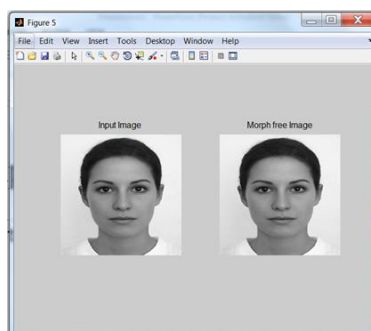 Figure 5
File Edit View Insert Tools Desktop Window Help
Input Image Morph free Image